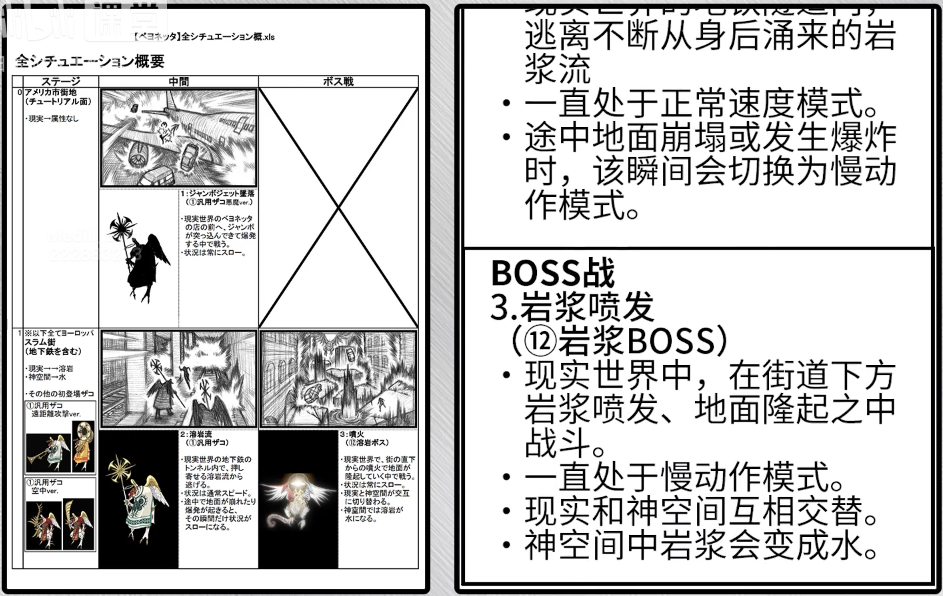 【ベヨネッタ】全シチュエーション概.xls
全シチュエーション概要
ステージ
中間
ボス戦
0
アメリカ市街地
(チュートリアル面)
・現実→属性なし
1:ジャンボジェット墜落
(①汎用ザコ悪魔ver.)
・現実世界のベヨネッタ
の店の前へ、ジャンボ
が突っ込んできて爆発
する中で戦う。
・状況は常にスロー。
1
※以下全てヨーロッパ
スラム街
(地下鉄を含む)
・現実→→溶岩
・神空間→水
・その他の初登場ザコ
①汎用ザコ
遠距離攻撃ver.
①汎用ザコ
空中ver.
2:溶岩流
(①汎用ザコ)
・現実世界の地下鉄の
トンネル内で、押し
寄せる溶岩流から
逃げる。
・状況は通常スピード。
・途中で地面が崩れたり
爆発が起きると、
その瞬間だけ状況が
スローになる。
3:噴火
(⑫溶岩ボス)
・現実世界で、街の直下
からの噴火で地面が
隆起していく中で戦う。
・状況は常にスロー。
・現実と神空間が交互
に切り替わる。
・神空間では溶岩が
水になる。
现实世界的地铁隧道内,
逃离不断从身后涌来的岩
浆流
・一直处于正常速度模式。
・途中地面崩塌或发生爆炸
时，该瞬间会切换为慢动
作模式。
BOSS战
3.岩浆喷发
（⑫岩浆BOSS）
・现实世界中，在街道下方
岩浆喷发、地面隆起之中
战斗。
・一直处于慢动作模式。
・现实和神空间互相交替。
・神空间中岩浆会变成水。